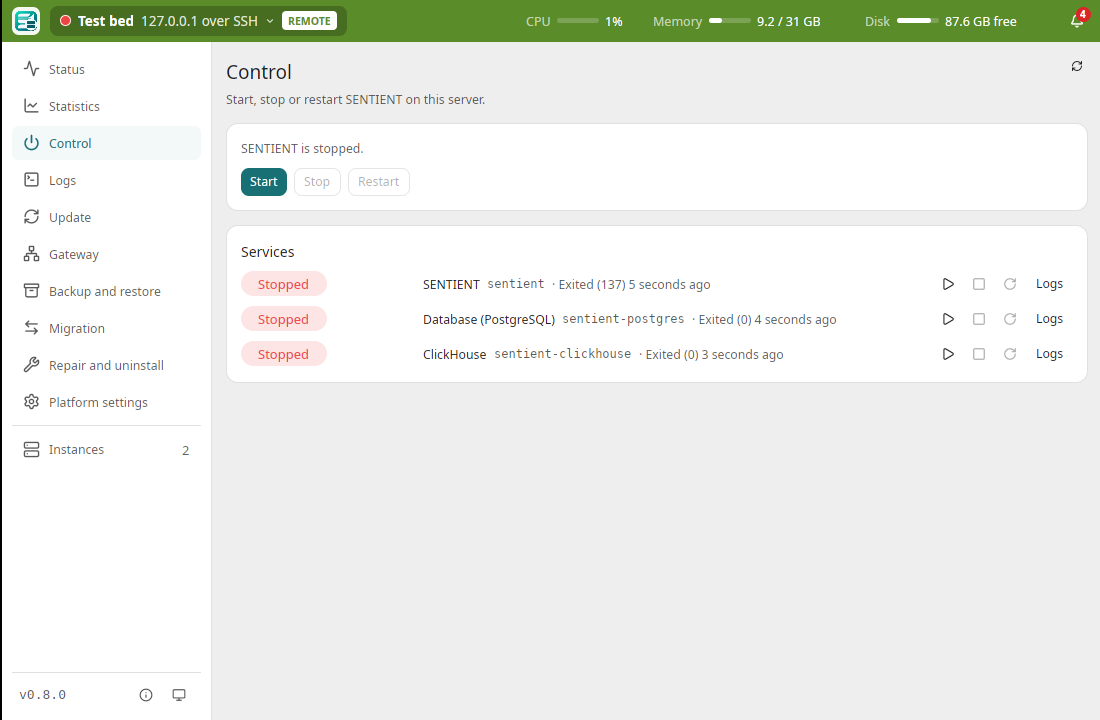 Test bed 127.0.0.1 over SSH REMOTE CPU 1% Memory 9.2 / 31 GB Disk 87.6 GB free 4
Status
Statistics
Control
Logs
Update
Gateway
Backup and restore
Migration
Repair and uninstall
Platform settings
Instances 2
v0.8.0
Control
Start, stop or restart SENTIENT on this server.
SENTIENT is stopped.
Start Stop Restart
Services
Stopped SENTIENT sentient · Exited (137) 5 seconds ago Logs
Stopped Database (PostgreSQL) sentient-postgres · Exited (0) 4 seconds ago Logs
Stopped ClickHouse sentient-clickhouse · Exited (0) 3 seconds ago Logs